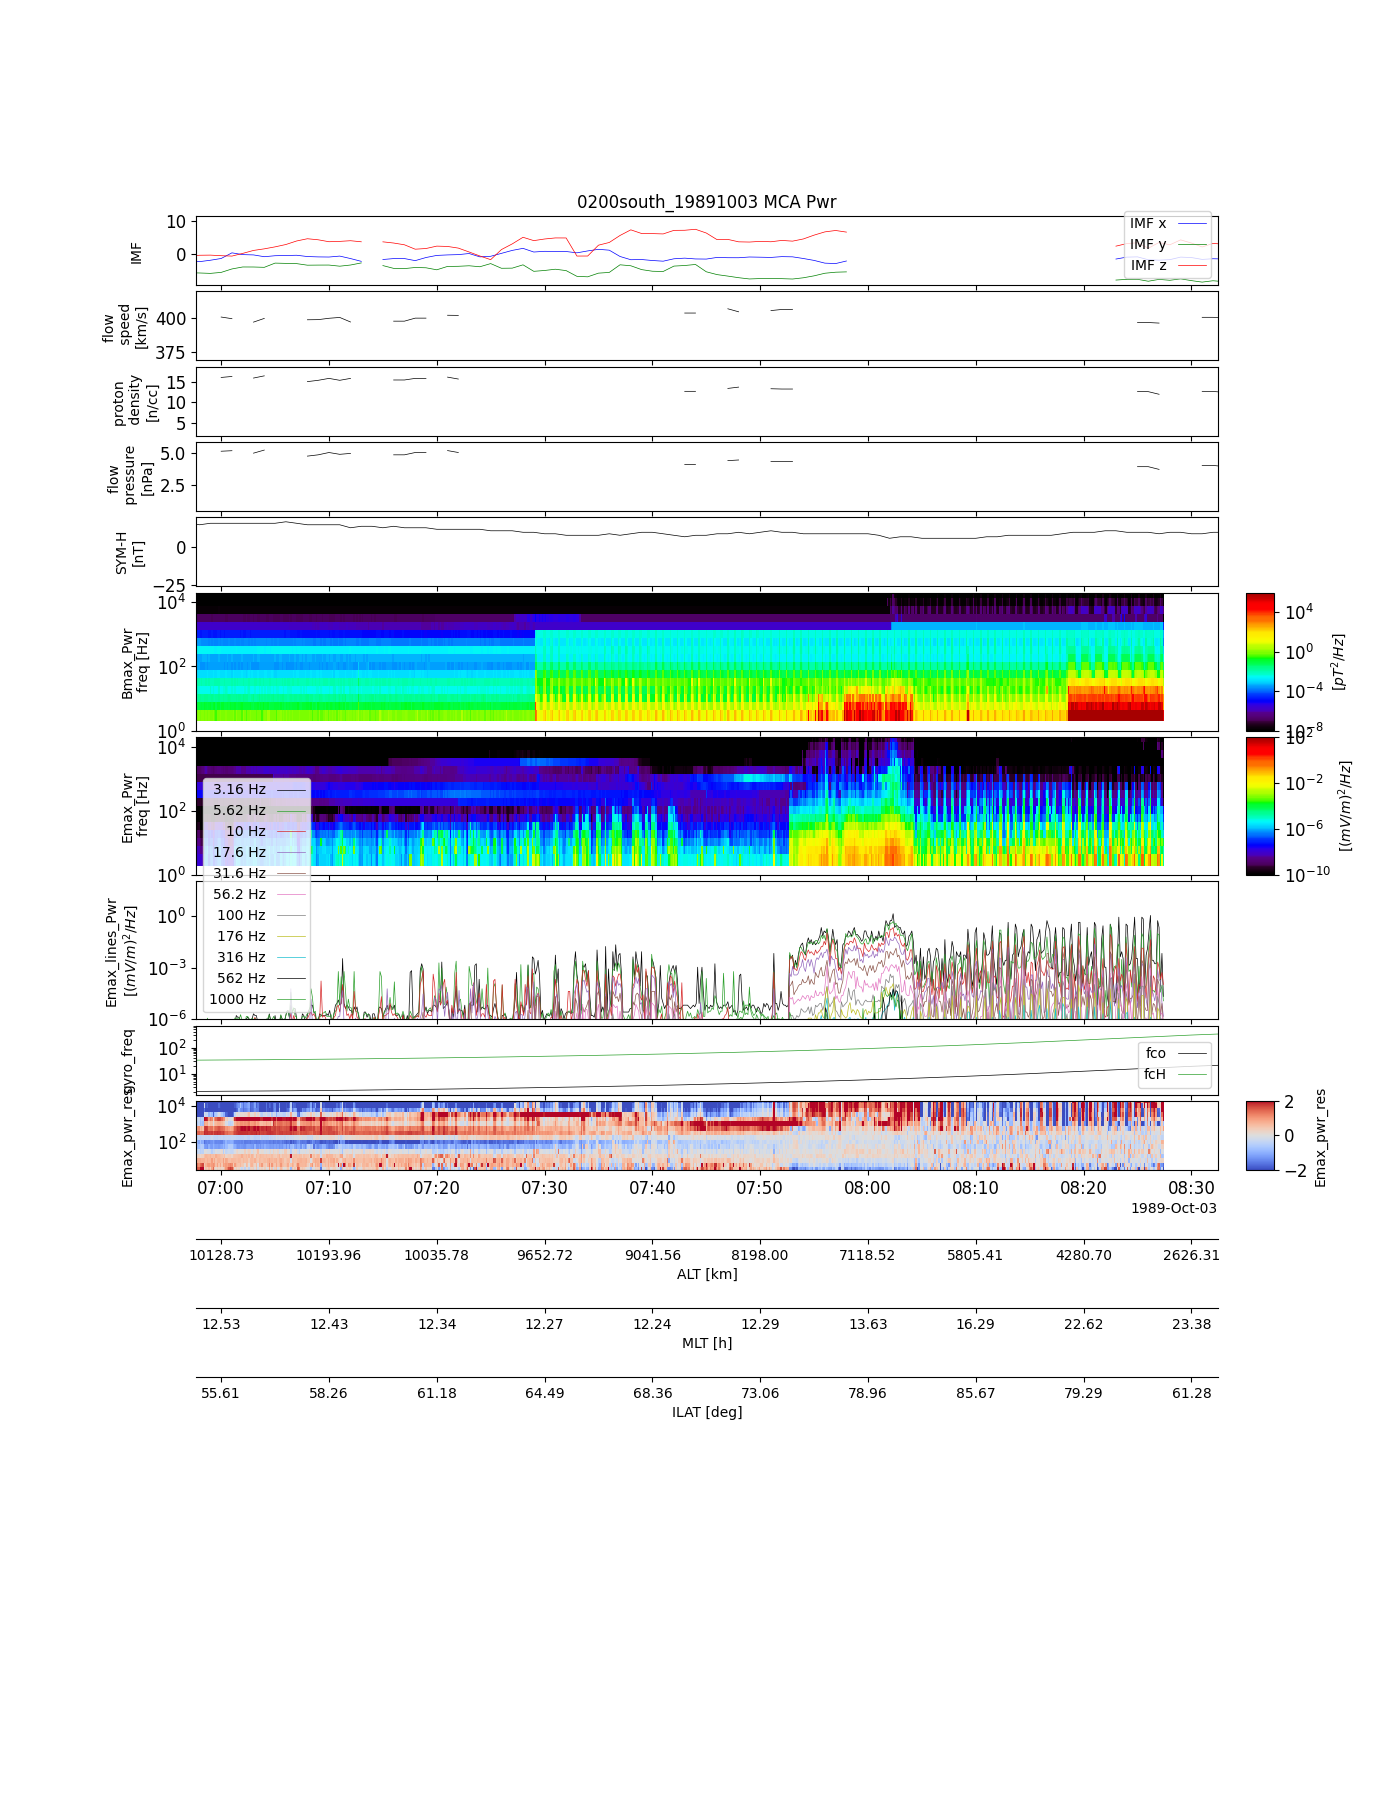 0200south_19891003 MCA Pwr
10
0
IMF
IMF x
IMF y
IMF z
400
375
flow
speed
[km/s]
15
10
5
proton
density
[n/cc]
5.0
2.5
flow
pressure
[nPa]
0
−25
SYM-H
[nT]
10^4
10^2
10^0
Bmax_Pwr
freq [Hz]
10^4
10^0
10^−4
10^−8
[pT^2/Hz]
10^4
10^2
10^0
Emax_Pwr
freq [Hz]
10^2
10^−2
10^−6
10^−10
[(mV/m)^2/Hz]
3.16 Hz
5.62 Hz
10 Hz
17.6 Hz
31.6 Hz
56.2 Hz
100 Hz
176 Hz
316 Hz
562 Hz
1000 Hz
10^0
10^−3
10^−6
Emax_lines_Pwr
[(mV/m)^2/Hz]
10^2
10^1
gyro_freq
fco
fcH
10^4
10^2
Emax_pwr_res
2
0
−2
Emax_pwr_res
07:00 07:10 07:20 07:30 07:40 07:50 08:00 08:10 08:20 08:30
1989-Oct-03
10128.73 10193.96 10035.78 9652.72 9041.56 8198.00 7118.52 5805.41 4280.70 2626.31
ALT [km]
12.53 12.43 12.34 12.27 12.24 12.29 13.63 16.29 22.62 23.38
MLT [h]
55.61 58.26 61.18 64.49 68.36 73.06 78.96 85.67 79.29 61.28
ILAT [deg]